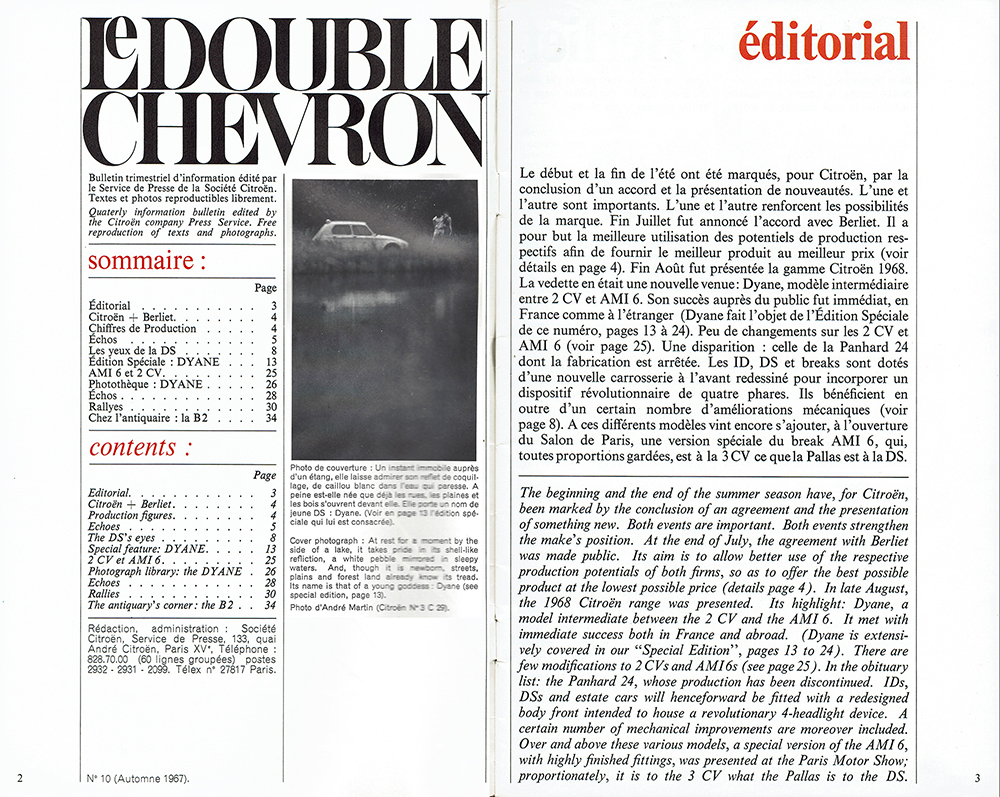 le DOUBLE
CHEVRON
Bulletin trimestriel d'information édité par
le Service de Presse de la Société Citroën.
Textes et photos reproductibles librement.
Quaterly information bulletin edited by
the Citroën company Press Service. Free
reproduction of texts and photographs.
sommaire :
Page
Éditorial . . . . . . . . . . . . 3
Citroën + Berliet. . . . . . . . . 4
Chiffres de Production . . . . . 4
Échos . . . . . . . . . . . . . . 5
Les yeux de la DS . . . . . . . 8
Édition Spéciale : DYANE . . . 13
AMI 6 et 2 CV. . . . . . . . . . 25
Photothèque : DYANE . . . . . 26
Échos . . . . . . . . . . . . . . 28
Rallyes . . . . . . . . . . . . . 30
Chez l'antiquaire : la B 2 . . . . 34
contents :
Page
Editorial. . . . . . . . . . . . . 3
Citroën + Berliet. . . . . . . . . 4
Production figures. . . . . . . . 4
Echoes . . . . . . . . . . . . . 5
The DS's eyes . . . . . . . . . 8
Special feature: DYANE. . . . . 13
2 CV et AMI 6. . . . . . . . . . 25
Photograph library: the DYANE . 26
Echoes . . . . . . . . . . . . . 28
Rallies . . . . . . . . . . . . . 30
The antiquary's corner: the B 2 . . 34
Rédaction, administration : Société
Citroën, Service de Presse, 133, quai
André Citroën, Paris XVe, Téléphone :
828.70.00 (60 lignes groupées) postes
2932 - 2931 - 2099. Télex n° 27817 Paris.
Photo de couverture : Un instant immobile auprès
d'un étang, elle laisse admirer son reflet de coquil-
lage, de caillou blanc dans l'eau qui paresse. A
peine est-elle née que déjà les rues, les plaines et
les bois s'ouvrent devant elle. Elle porte un nom de
jeune DS : Dyane. (Voir en page 13 l'édition spé-
ciale qui lui est consacrée).
Cover photograph : At rest for a moment by the
side of a lake, it takes pride in its shell-like
refliction, a white pebble mirrored in sleepy
waters. And, though it is newborn, streets,
plains and forest land already know its tread.
Its name is that of a young goddess : Dyane (see
special edition, page 13).
Photo d'André Martin (Citroën N° 3 C 29).
N° 10 (Automne 1967).
2
éditorial
Le début et la fin de l'été ont été marqués, pour Citroën, par la
conclusion d'un accord et la présentation de nouveautés. L'une et
l'autre sont importants. L'une et l'autre renforcent les possibilités
de la marque. Fin Juillet fut annoncé l'accord avec Berliet. Il a
pour but la meilleure utilisation des potentiels de production res-
pectifs afin de fournir le meilleur produit au meilleur prix (voir
détails en page 4). Fin Août fut présentée la gamme Citroën 1968.
La vedette en était une nouvelle venue: Dyane, modèle intermédiaire
entre 2 CV et AMI 6. Son succès auprès du public fut immédiat, en
France comme à l'étranger (Dyane fait l'objet de l'Édition Spéciale
de ce numéro, pages 13 à 24). Peu de changements sur les 2 CV et
AMI 6 (voir page 25). Une disparition : celle de la Panhard 24
dont la fabrication est arrêtée. Les ID, DS et breaks sont dotés
d'une nouvelle carrosserie à l'avant redessiné pour incorporer un
dispositif révolutionnaire de quatre phares. Ils bénéficient en
outre d'un certain nombre d'améliorations mécaniques (voir
page 8). A ces différents modèles vint encore s'ajouter, à l'ouverture
du Salon de Paris, une version spéciale du break AMI 6, qui,
toutes proportions gardées, est à la 3 CV ce que la Pallas est à la DS.
The beginning and the end of the summer season have, for Citroën,
been marked by the conclusion of an agreement and the presentation
of something new. Both events are important. Both events strengthen
the make's position. At the end of July, the agreement with Berliet
was made public. Its aim is to allow better use of the respective
production potentials of both firms, so as to offer the best possible
product at the lowest possible price (details page 4). In late August,
the 1968 Citroën range was presented. Its highlight: Dyane, a
model intermediate between the 2 CV and the AMI 6. It met with
immediate success both in France and abroad. (Dyane is extensi-
vely covered in our "Special Edition", pages 13 to 24). There are
few modifications to 2 CVs and AMI 6s (see page 25). In the obituary
list: the Panhard 24, whose production has been discontinued. IDs,
DSs and estate cars will henceforward be fitted with a redesigned
body front intended to house a revolutionary 4-headlight device. A
certain number of mechanical improvements are moreover included.
Over and above these various models, a special version of the AMI 6,
with highly finished fittings, was presented at the Paris Motor Show;
proportionately, it is to the 3 CV what the Pallas is to the DS.
3